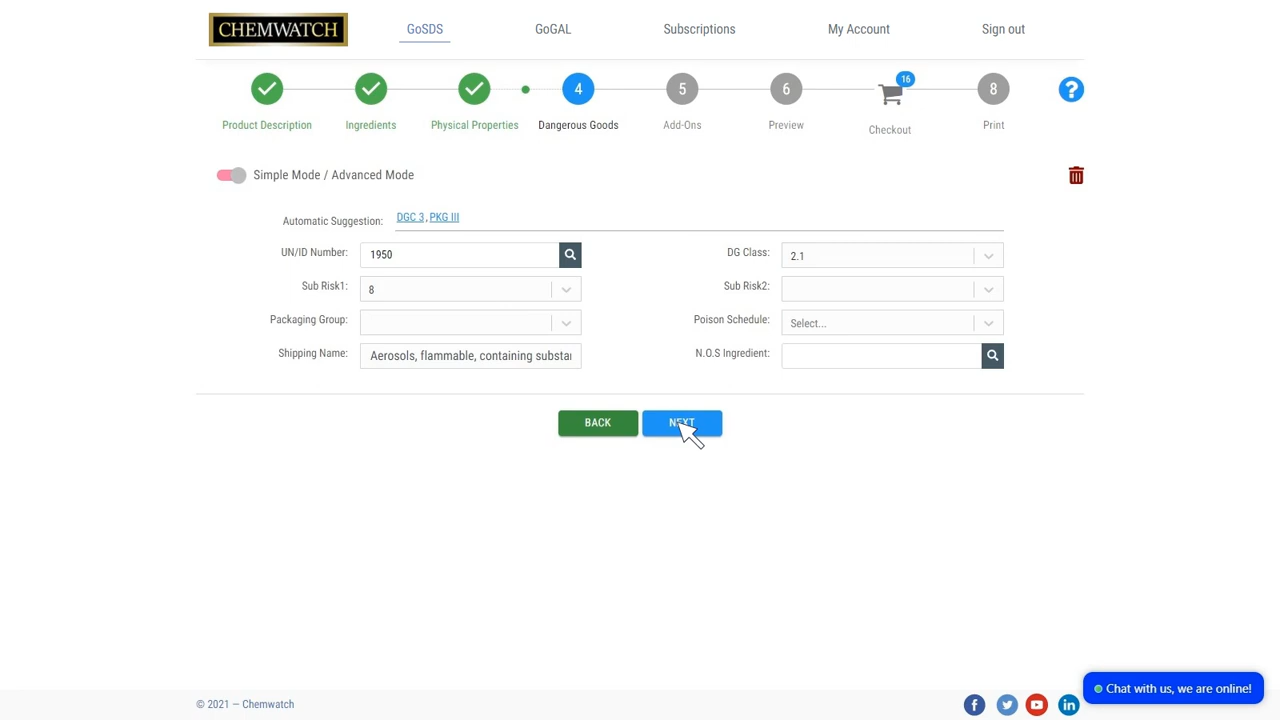 CHEMWATCH
GoSDS GoGAL Subscriptions My Account Sign out
4 5 6 16 8 ?
Product Description Ingredients Physical Properties Dangerous Goods Add-Ons Preview Checkout Print
Simple Mode / Advanced Mode
Automatic Suggestion: DGC 3, PKG III
UN/ID Number: 1950 DG Class: 2.1
Sub Risk1: 8 Sub Risk2:
Packaging Group: Poison Schedule: Select...
Shipping Name: Aerosols, flammable, containing substan N.O.S Ingredient:
BACK NEXT
Chat with us, we are online!
© 2021 – Chemwatch